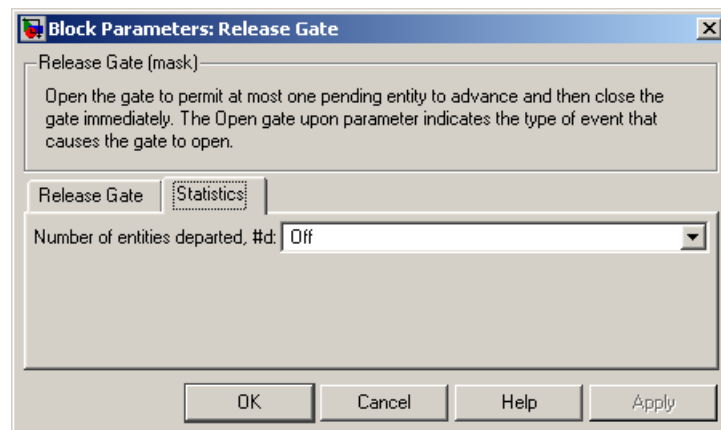 Block Parameters: Release Gate
Release Gate (mask)
Open the gate to permit at most one pending entity to advance and then close the
gate immediately. The Open gate upon parameter indicates the type of event that
causes the gate to open.
Release Gate Statistics
Number of entities departed, #d: Off
OK Cancel Help Apply